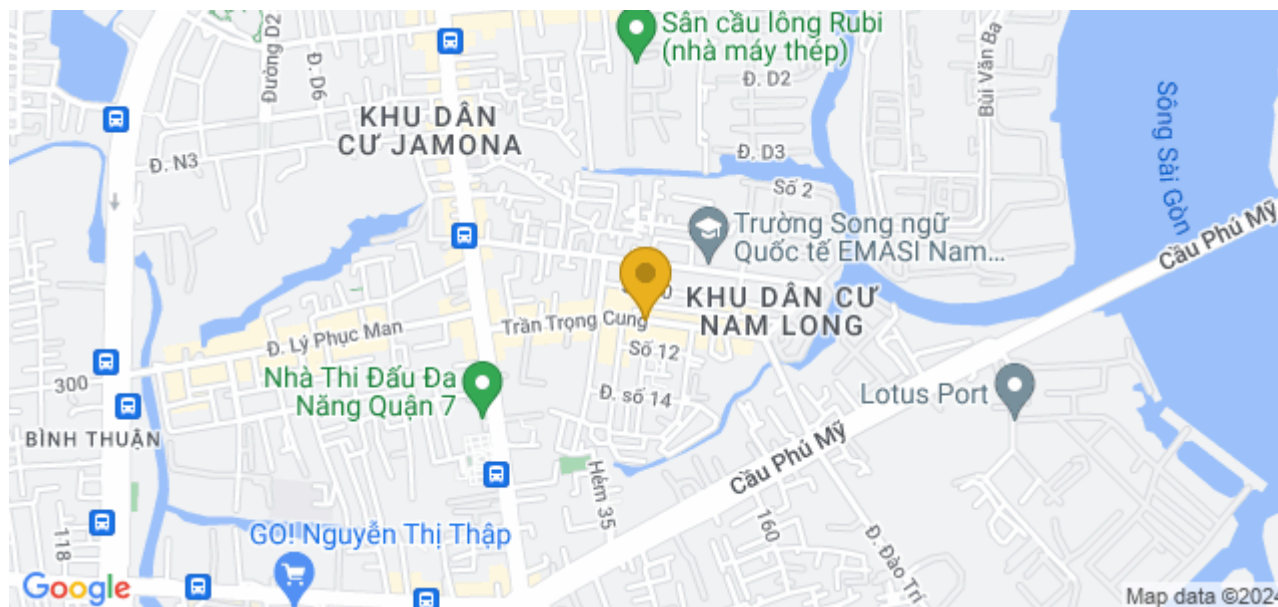 Sân cầu lông Rubi
(nhà máy thép)
Đường D2
Đ. D6
Đ. D2
Bùi Văn Ba
KHU DÂN
CƯ JAMONA
Sông Sài Gòn
Đ. N3
Đ. D3
Số 2
Trường Song ngữ
Quốc tế EMASI Nam...
Cầu Phú Mỹ
KHU DÂN CƯ
NAM LONG
Trần Trọng Cung
Đ. Lý Phục Man
Số 12
300
Nhà Thi Đấu Đa
Năng Quận 7
Đ. số 14
Lotus Port
BÌNH THUẬN
Cầu Phú Mỹ
Hẻm 35
118
160
GO! Nguyễn Thị Thập
Đ. Đào Trí
Google
Map data ©2024